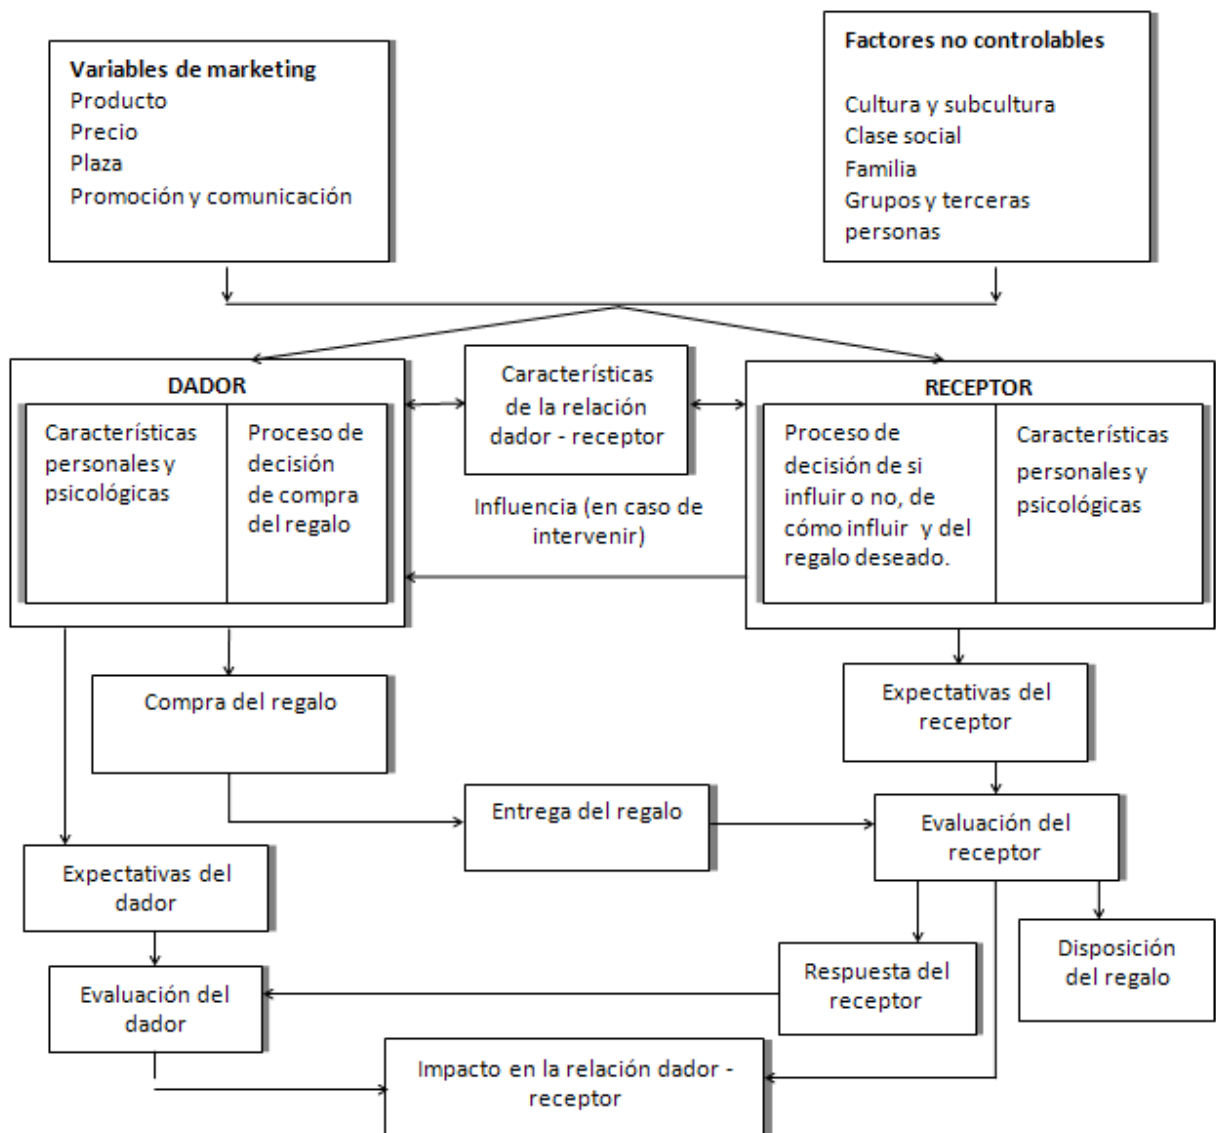 Variables de marketing
Producto
Precio
Plaza
Promoción y comunicación
Factores no controlables
Cultura y subcultura
Clase social
Familia
Grupos y terceras
personas
DADOR
Características
personales y
psicológicas
Proceso de
decisión
de compra
del regalo
Características
de la relación
dador - receptor
Influencia (en caso de
intervenir)
RECEPTOR
Proceso de
decisión de si
influir o no, de
cómo influir y del
regalo deseado.
Características
personales y
psicológicas
Compra del regalo
Expectativas del
receptor
Entrega del regalo
Evaluación del
receptor
Expectativas del
dador
Disposición
del regalo
Respuesta del
receptor
Evaluación del
dador
Impacto en la relación dador -
receptor